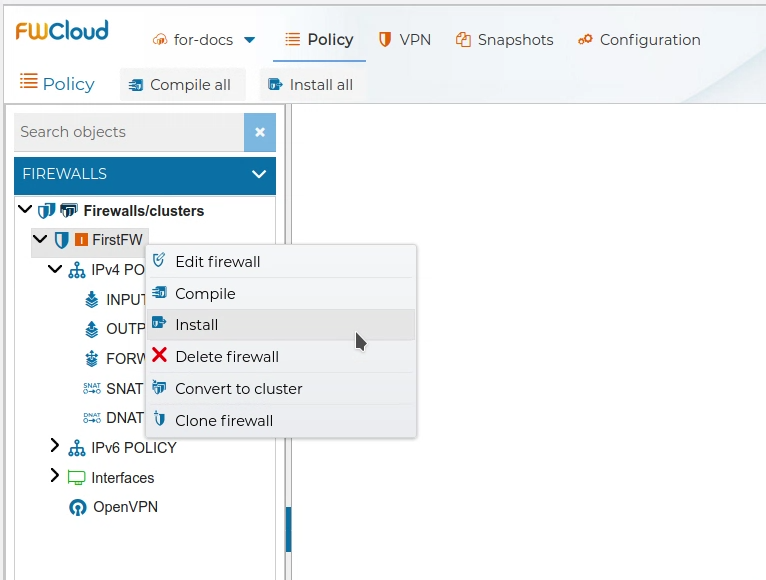 FWCloud
for-docs
Policy
VPN
Snapshots
Configuration
Policy
Compile all
Install all
Search objects
FIREWALLS
Firewalls/clusters
I FirstFW
IPv4 PO
INPUT
OUTP
FORW
SNAT SNAT
DNAT DNAT
IPv6 POLICY
Interfaces
OpenVPN
Edit firewall
Compile
Install
Delete firewall
Convert to cluster
Clone firewall